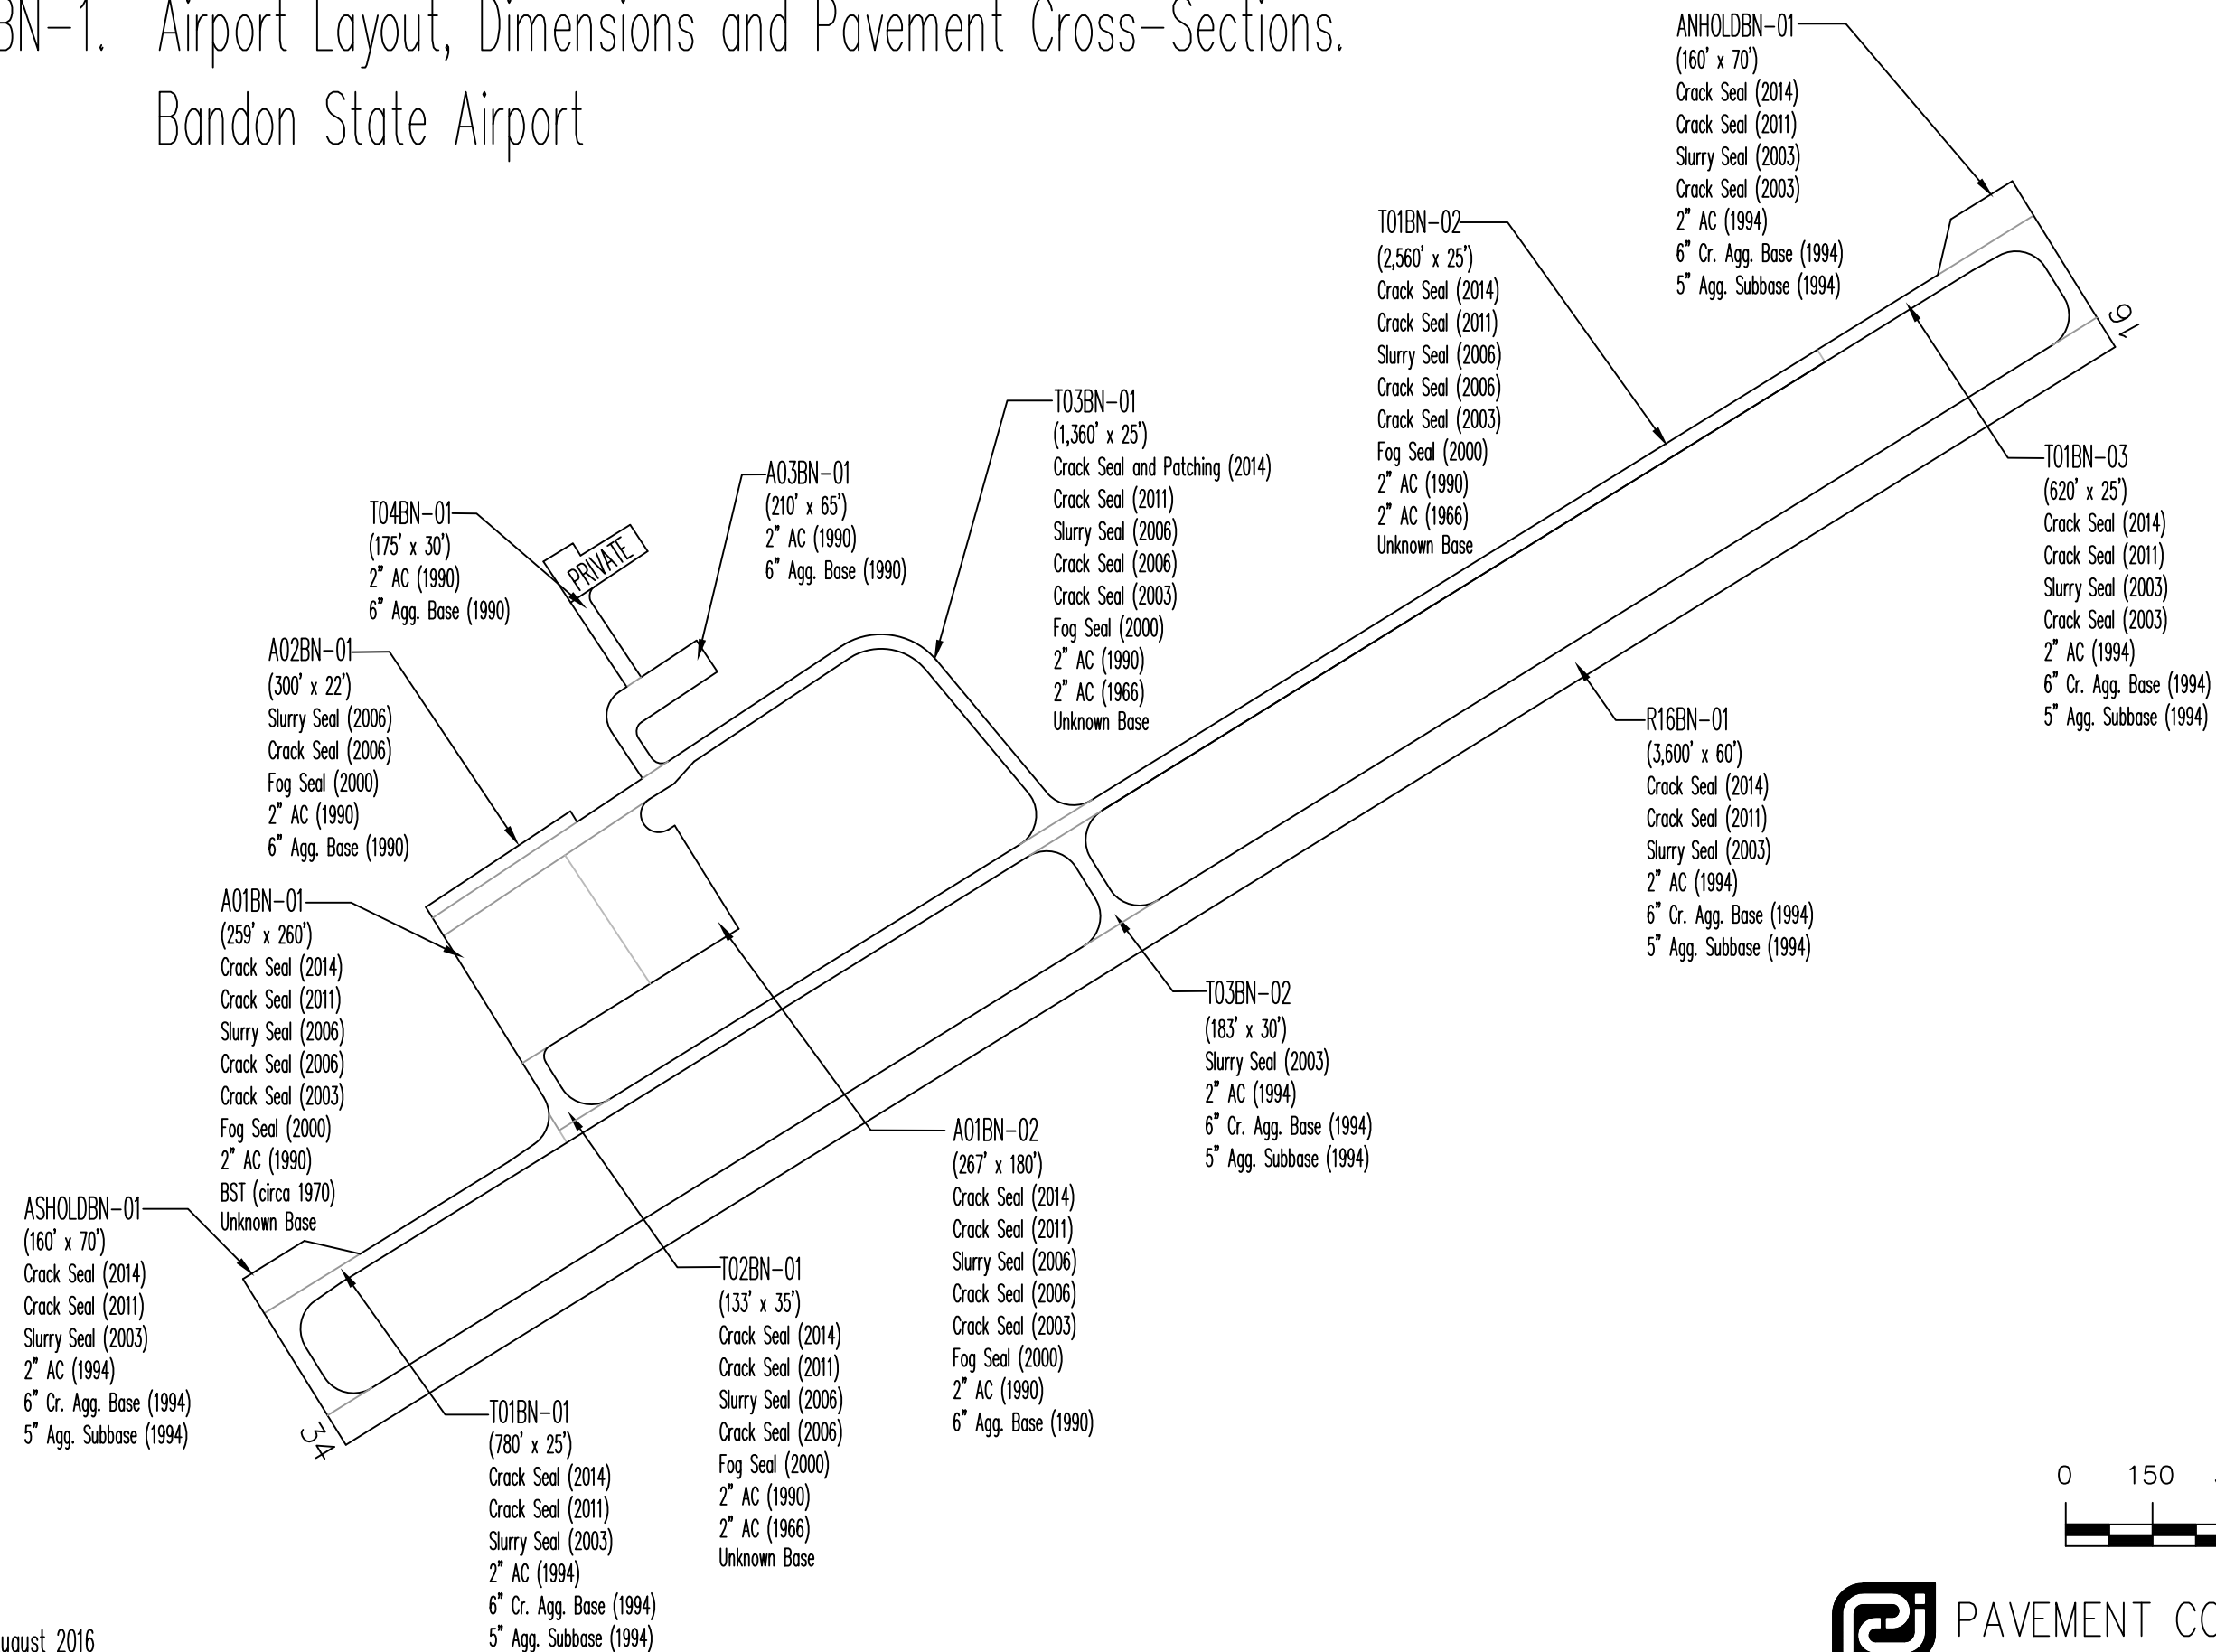 BN-1. Airport Layout, Dimensions and Pavement Cross-Sections.
Bandon State Airport
ANHOLDBN-01
(160' x 70')
Crack Seal (2014)
Crack Seal (2011)
Slurry Seal (2003)
Crack Seal (2003)
2" AC (1994)
6" Cr. Agg. Base (1994)
5" Agg. Subbase (1994)
T01BN-02
(2,560' x 25')
Crack Seal (2014)
Crack Seal (2011)
Slurry Seal (2006)
Crack Seal (2006)
Crack Seal (2003)
Fog Seal (2000)
2" AC (1990)
2" AC (1966)
Unknown Base
16
T03BN-01
(1,360' x 25')
Crack Seal and Patching (2014)
Crack Seal (2011)
Slurry Seal (2006)
Crack Seal (2006)
Crack Seal (2003)
Fog Seal (2000)
2" AC (1990)
2" AC (1966)
Unknown Base
T01BN-03
(620' x 25')
Crack Seal (2014)
Crack Seal (2011)
Slurry Seal (2003)
Crack Seal (2003)
2" AC (1994)
6" Cr. Agg. Base (1994)
5" Agg. Subbase (1994)
A03BN-01
(210' x 65')
2" AC (1990)
6" Agg. Base (1990)
T04BN-01
(175' x 30')
2" AC (1990)
6" Agg. Base (1990)
PRIVATE
A02BN-01
(300' x 22')
Slurry Seal (2006)
Crack Seal (2006)
Fog Seal (2000)
2" AC (1990)
6" Agg. Base (1990)
R16BN-01
(3,600' x 60')
Crack Seal (2014)
Crack Seal (2011)
Slurry Seal (2003)
2" AC (1994)
6" Cr. Agg. Base (1994)
5" Agg. Subbase (1994)
A01BN-01
(259' x 260')
Crack Seal (2014)
Crack Seal (2011)
Slurry Seal (2006)
Crack Seal (2006)
Crack Seal (2003)
Fog Seal (2000)
2" AC (1990)
BST (circa 1970)
Unknown Base
T03BN-02
(183' x 30')
Slurry Seal (2003)
2" AC (1994)
6" Cr. Agg. Base (1994)
5" Agg. Subbase (1994)
A01BN-02
(267' x 180')
Crack Seal (2014)
Crack Seal (2011)
Slurry Seal (2006)
Crack Seal (2006)
Crack Seal (2003)
Fog Seal (2000)
2" AC (1990)
6" Agg. Base (1990)
ASHOLDBN-01
(160' x 70')
Crack Seal (2014)
Crack Seal (2011)
Slurry Seal (2003)
2" AC (1994)
6" Cr. Agg. Base (1994)
5" Agg. Subbase (1994)
T02BN-01
(133' x 35')
Crack Seal (2014)
Crack Seal (2011)
Slurry Seal (2006)
Crack Seal (2006)
Fog Seal (2000)
2" AC (1990)
2" AC (1966)
Unknown Base
34
T01BN-01
(780' x 25')
Crack Seal (2014)
Crack Seal (2011)
Slurry Seal (2003)
2" AC (1994)
6" Cr. Agg. Base (1994)
5" Agg. Subbase (1994)
0 150
PAVEMENT CO
ugust 2016